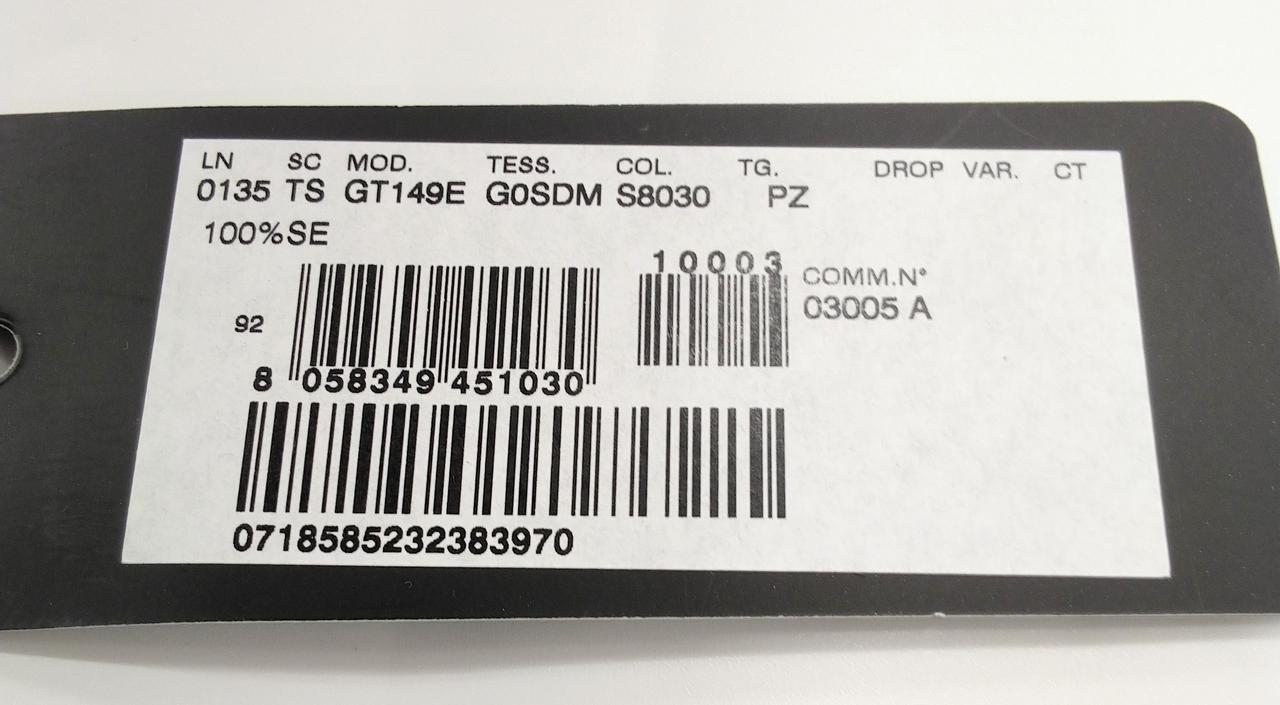 LN SC MOD. TESS. COL. TG. DROP VAR. CT
0135 TS GT149E G0SDM S8030 PZ
100%SE
10003
COMM.N°
03005 A
92
8 058349 451030
0718585232383970